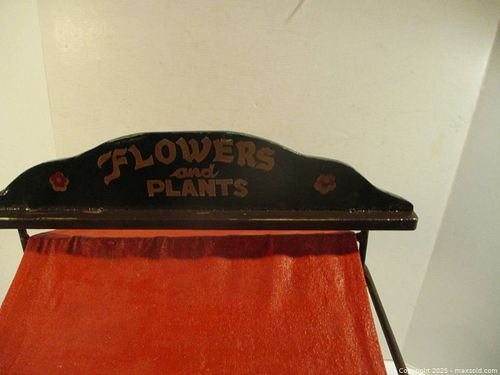 FLOWERS
and
PLANTS
Copyright 2025 - maxsold.com